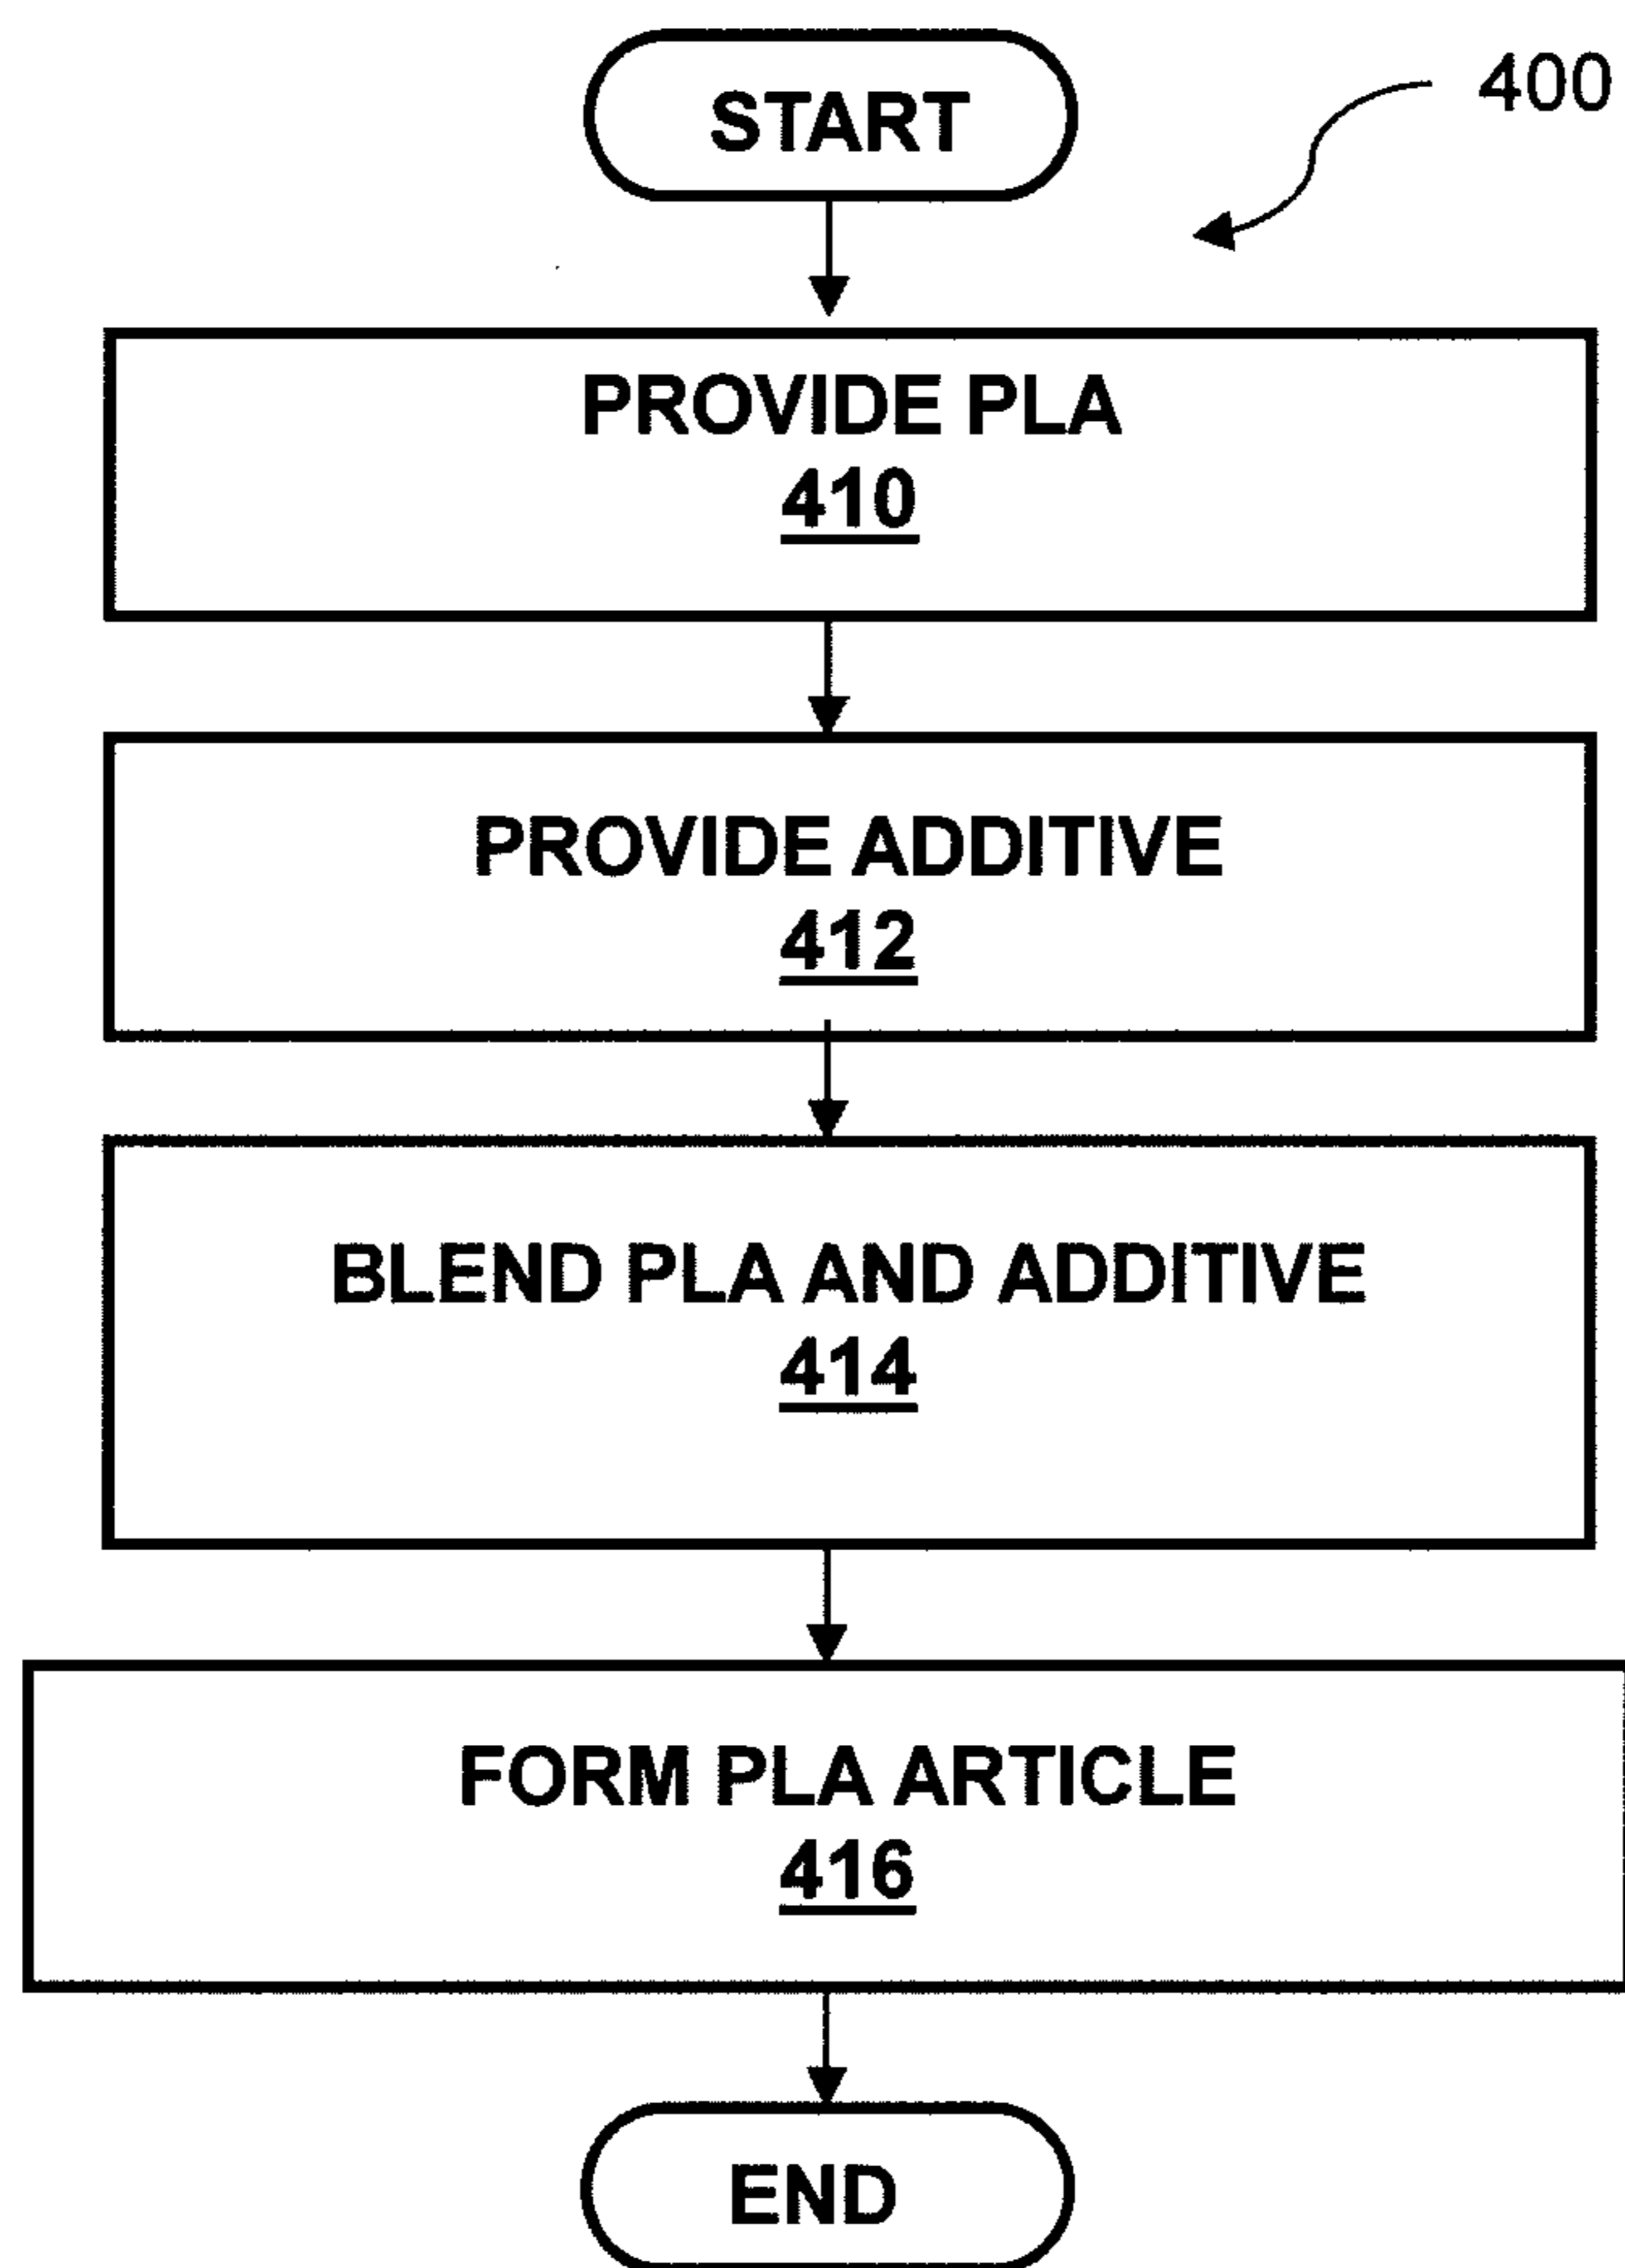 START
400
PROVIDE PLA
410
PROVIDE ADDITIVE
412
BLEND PLA AND ADDITIVE
414
FORM PLA ARTICLE
416
END